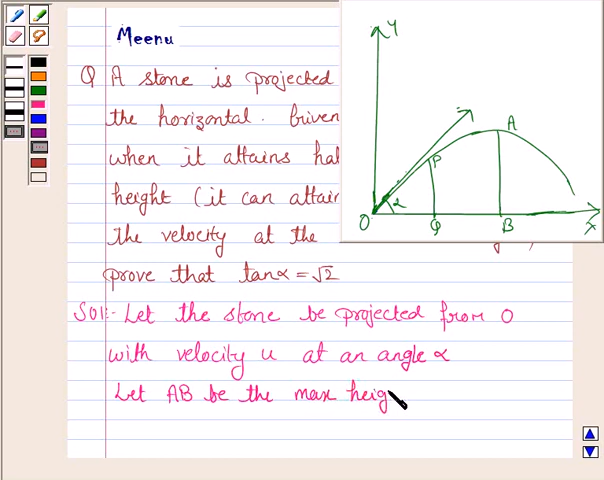 Meenu
Q A stone is projected
the horizontal. Given
when it attains hal
height (it can attain
the velocity at the
prove that tanα = √2
Sol:- Let the stone be projected from O
with velocity u at an angle α
Let AB be the max heig
Y
A
P
O
α
Q
B
X